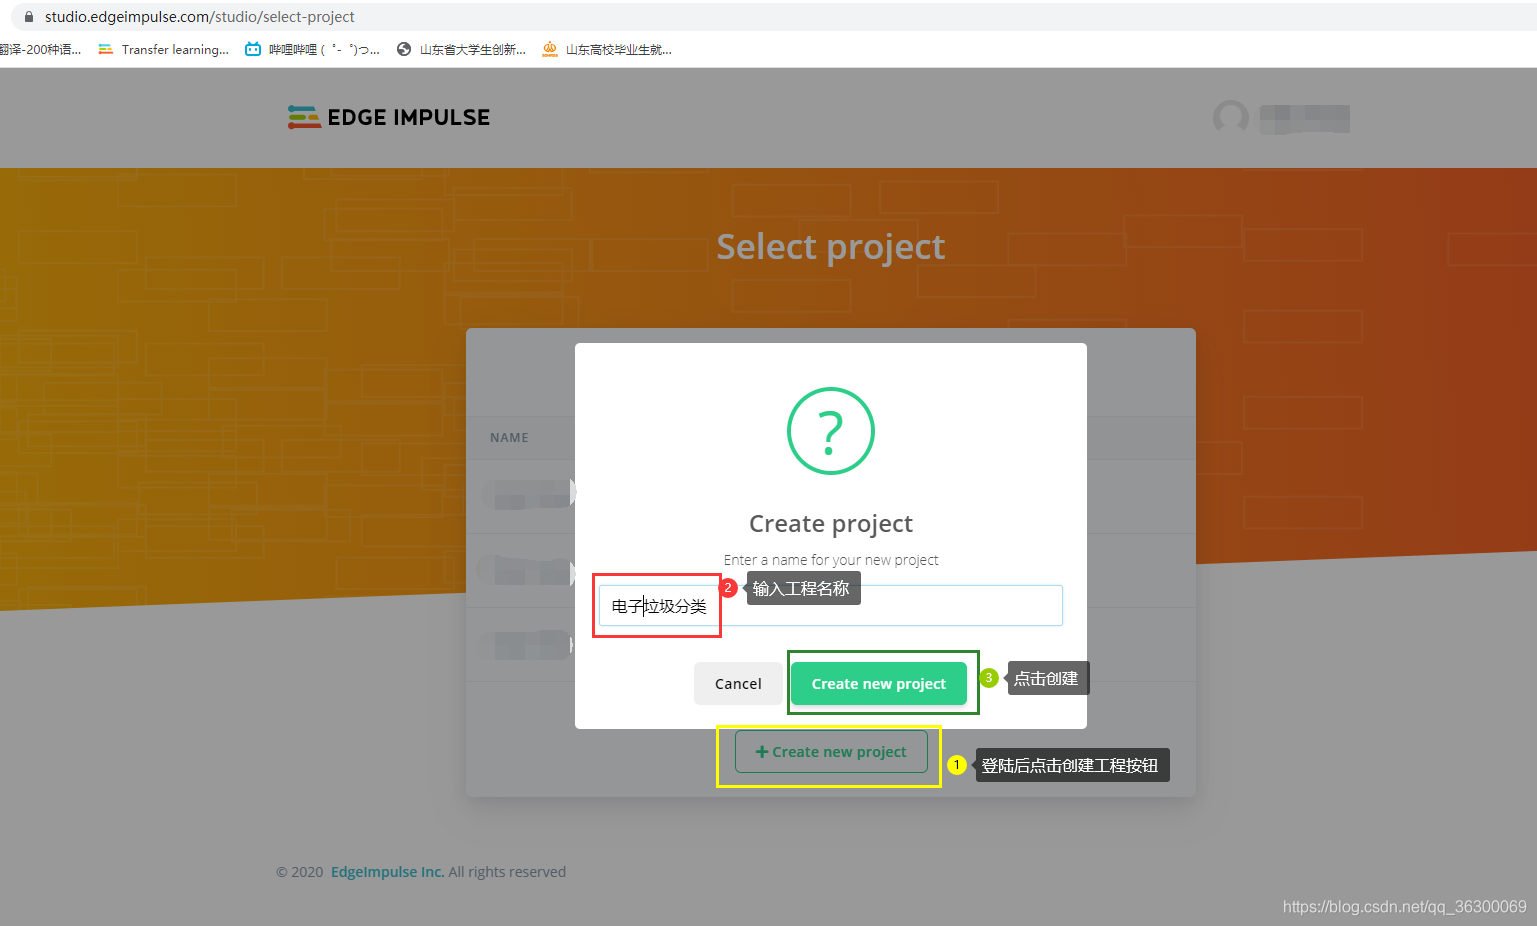 studio.edgeimpulse.com/studio/select-project
翻译-200种语... Transfer learning... 哔哩哔哩 ( ゜- ゜)つ... 山东省大学生创新... 山东高校毕业生就...
EDGE IMPULSE
Select project
NAME
?
Create project
Enter a name for your new project
电子垃圾分类
2 输入工程名称
Cancel
Create new project
3 点击创建
+ Create new project
1 登陆后点击创建工程按钮
© 2020 EdgeImpulse Inc. All rights reserved
https://blog.csdn.net/qq_36300069